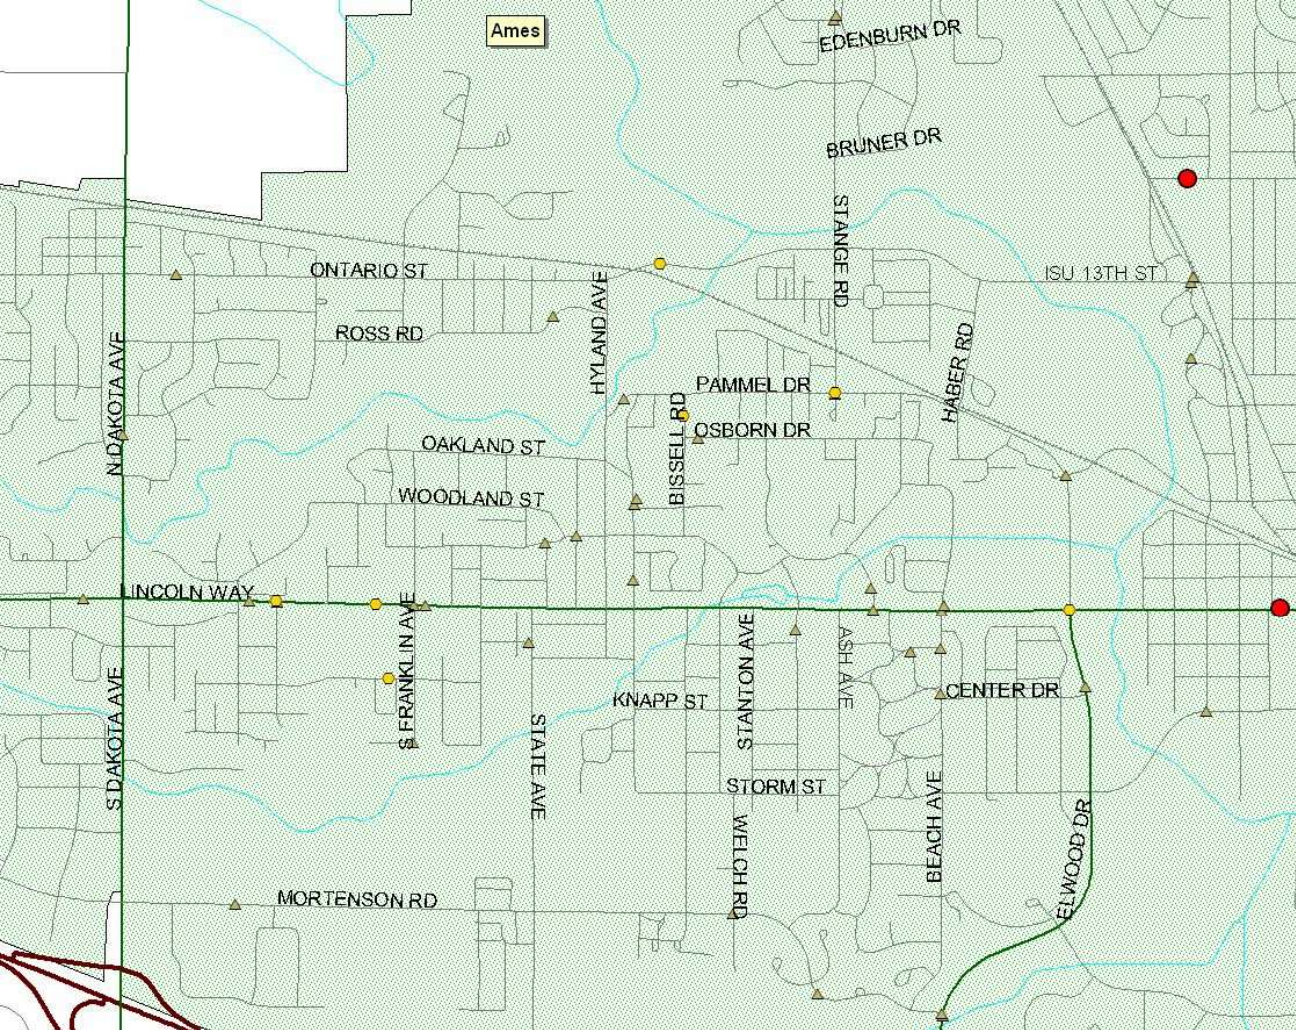 Ames
EDENBURN DR
BRUNER DR
STANGE RD
ONTARIO ST
ISU 13TH ST
HYLAND AVE
ROSS RD
N DAKOTA AVE
HABER RD
PAMMEL DR
BISSELL RD
OSBORN DR
OAKLAND ST
WOODLAND ST
LINCOLN WAY
S FRANKLIN AVE
STANTON AVE
ASH AVE
S DAKOTA AVE
KNAPP ST
CENTER DR
STATE AVE
STORM ST
BEACH AVE
WELCH RD
ELWOOD DR
MORTENSON RD